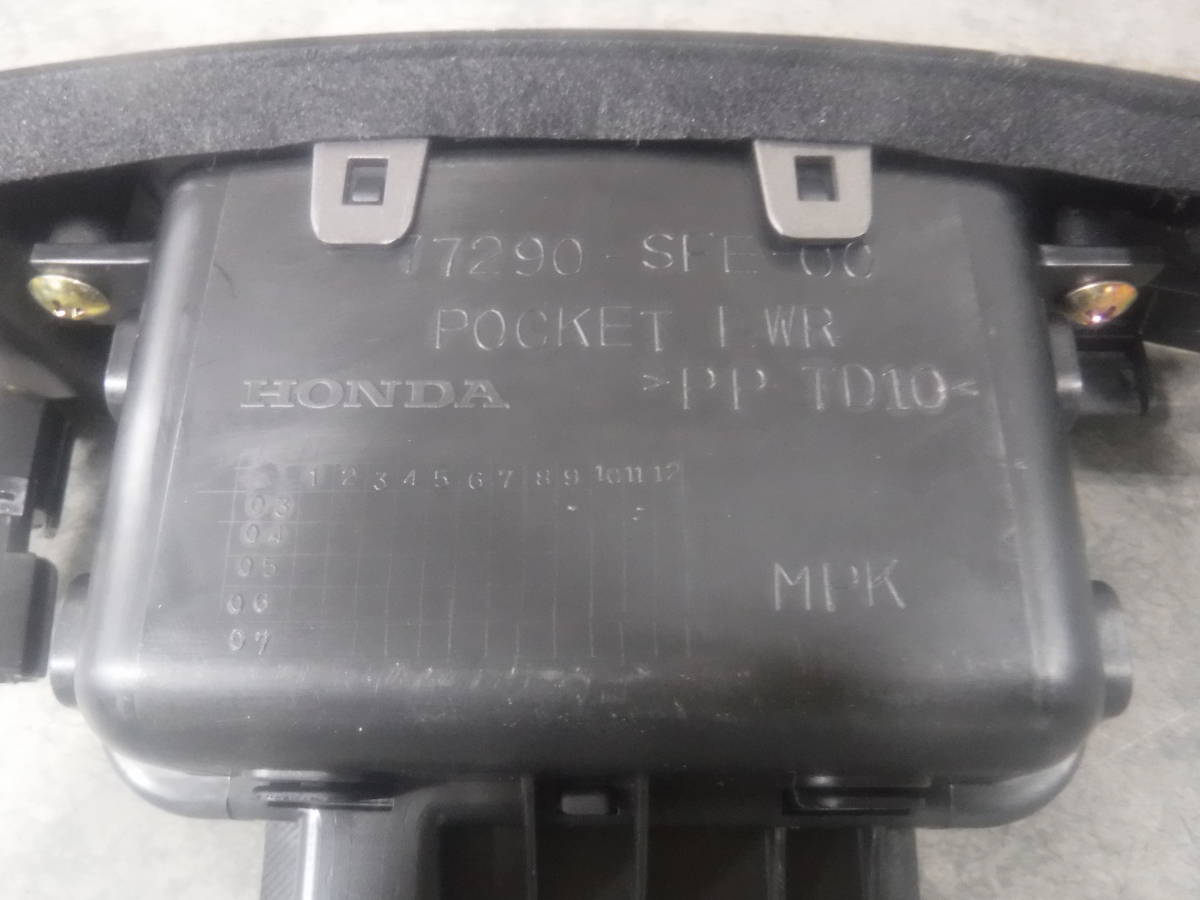 77290-SFE-00
POCKET LWR
HONDA >PP-TD10<
1 2 3 4 5 6 7 8 9 10 11 12
03
04
05
06
07
MPK